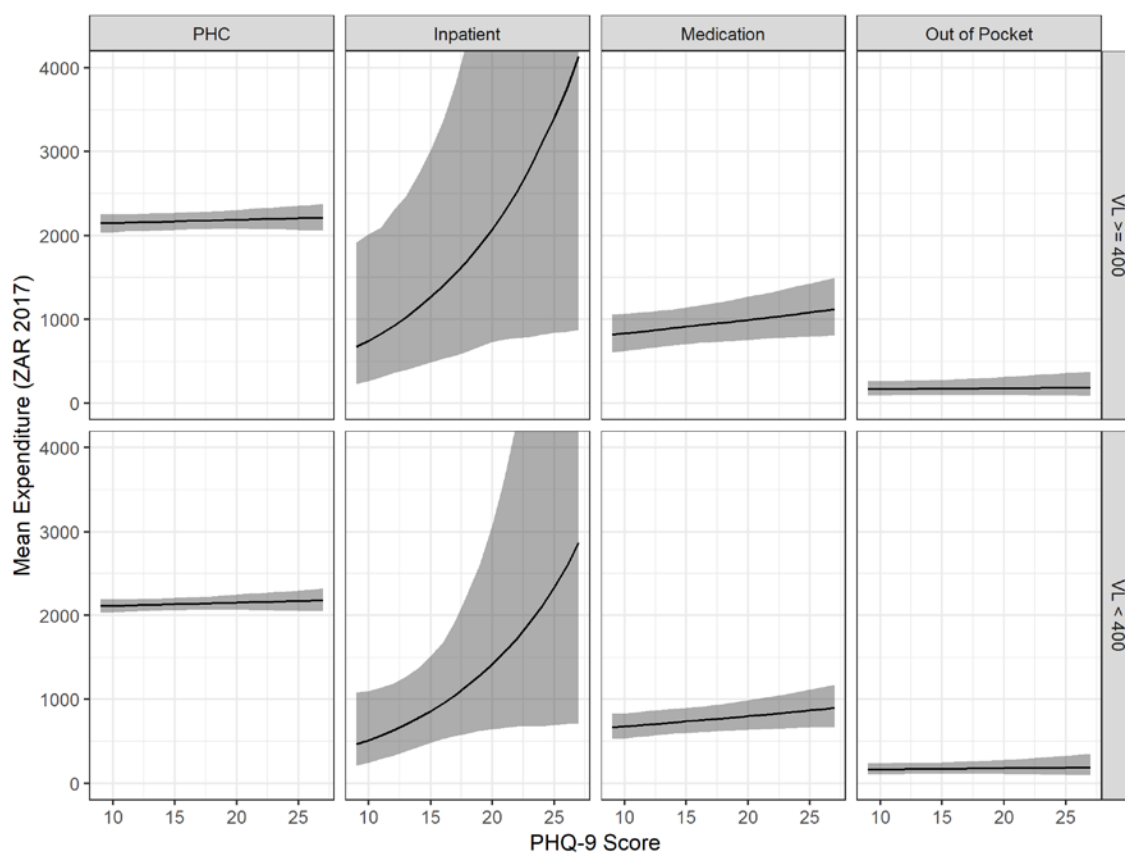 PHC Inpatient Medication Out of Pocket
4000
3000
2000
1000
0
VL >= 400
4000
3000
2000
1000
0
VL < 400
Mean Expenditure (ZAR 2017)
10 15 20 25 10 15 20 25 10 15 20 25 10 15 20 25
PHQ-9 Score